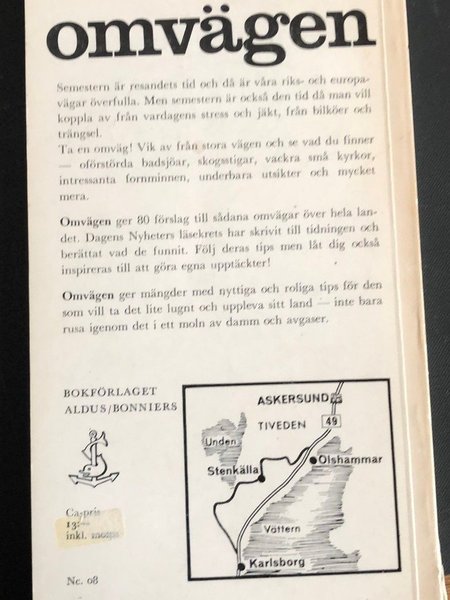 omvägen
Semestern är resandets tid och då är våra riks- och europa-
vägar överfulla. Men semestern är också den tid då man vill
koppla av från vardagens stress och jäkt, från bilköer och
trängsel.
Ta en omväg! Vik av från stora vägen och se vad du finner
— oförstörda badsjöar, skogsstigar, vackra små kyrkor,
intressanta fornminnen, underbara utsikter och mycket
mera.
Omvägen ger 80 förslag till sådana omvägar över hela lan-
det. Dagens Nyheters läsekrets har skrivit till tidningen och
berättat vad de funnit. Följ deras tips men låt dig också
inspireras till att göra egna upptäckter!
Omvägen ger mängder med nyttiga och roliga tips för den
som vill ta det lite lugnt och uppleva sitt land — inte bara
rusa igenom det i ett moln av damm och avgaser.
BOKFÖRLAGET
ALDUS/BONNIERS
Ca-pris
13:—
inkl. moms
Nc. 08
ASKERSUND
TIVEDEN
49
Unden
Olshammar
Stenkälla
Vättern
Karlsborg